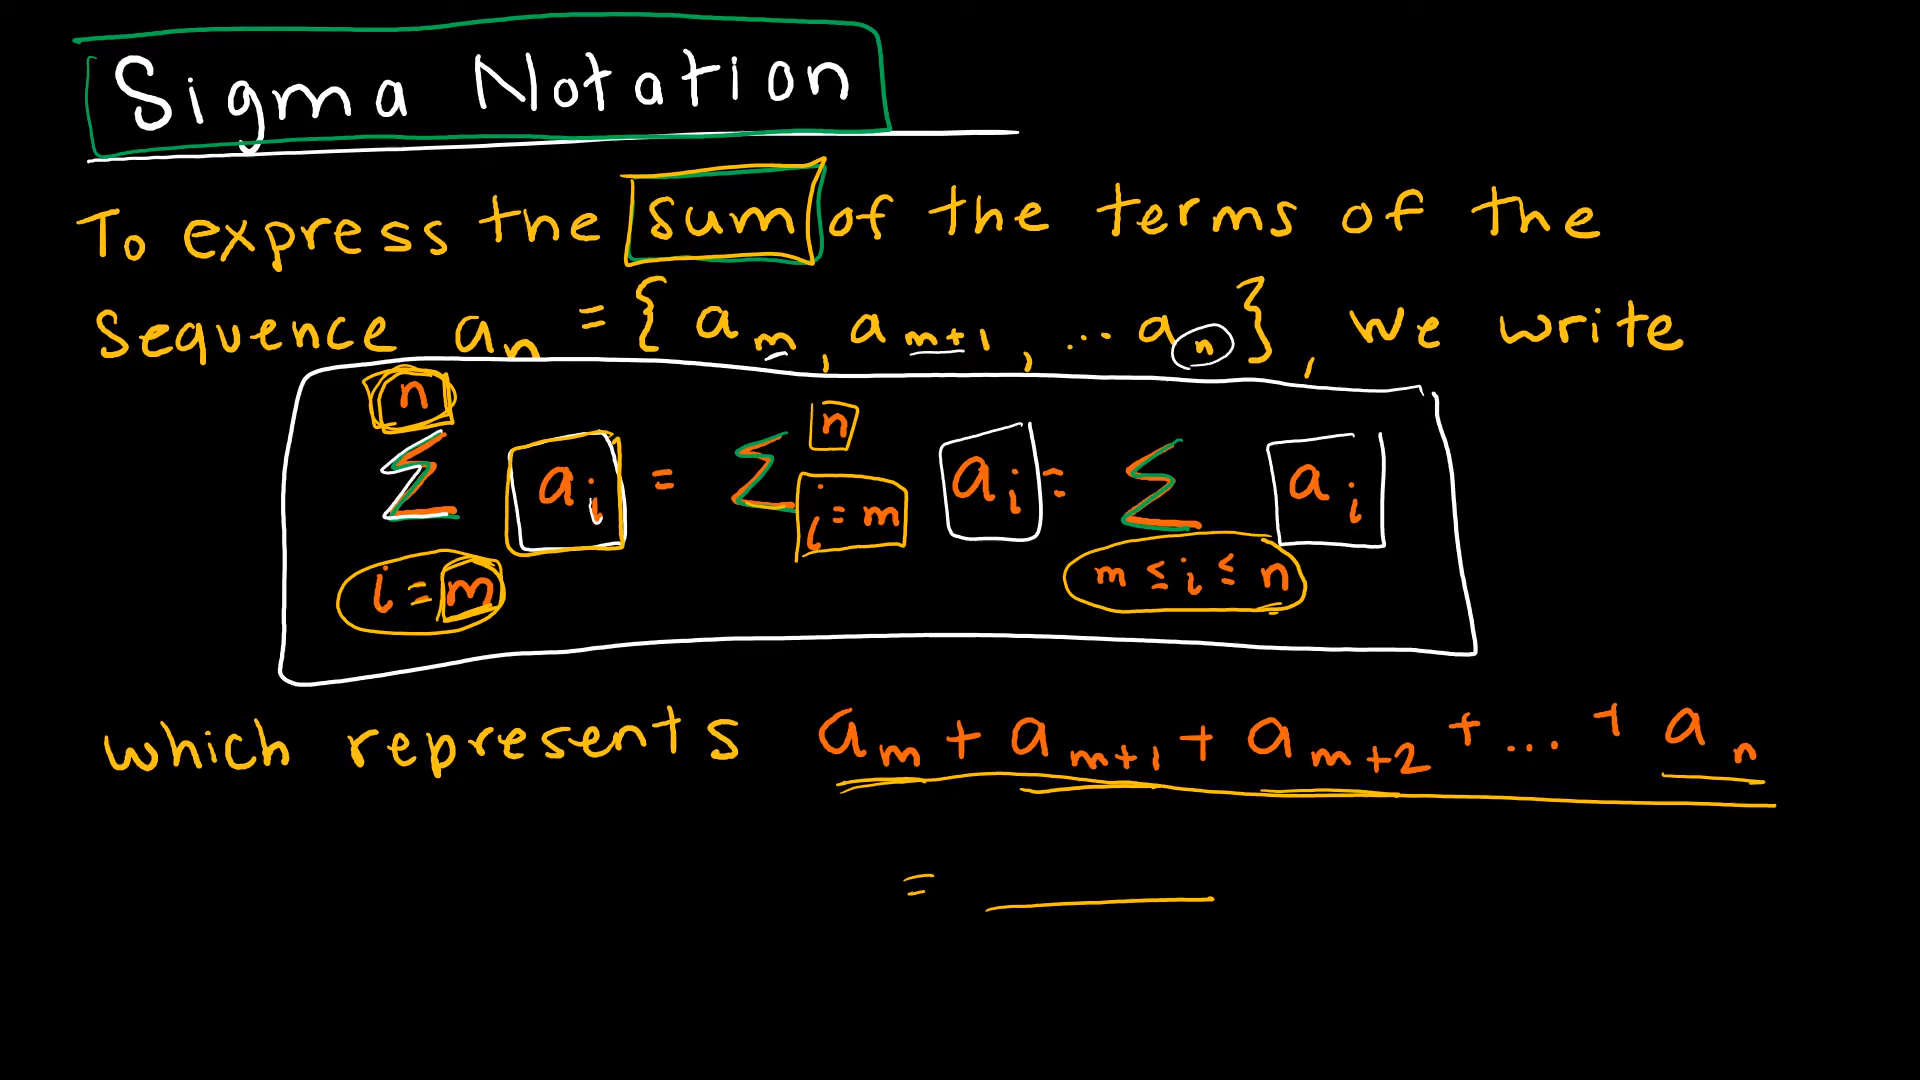 Sigma Notation
To express the sum of the terms of the
sequence aₙ = { aₘ, aₘ₊₁, ... aₙ }, we write
∑_{i=m}^{n} aᵢ = ∑_{i=m}^{n} aᵢ = ∑_{m≤i≤n} aᵢ
which represents aₘ + aₘ₊₁ + aₘ₊₂ + ... + aₙ
= ____